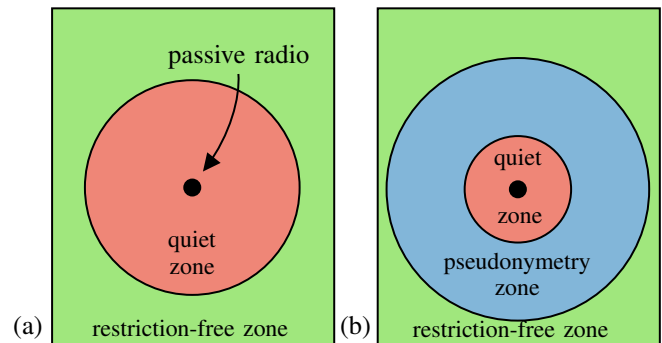 passive radio
quiet
zone
(a)
restriction-free zone
quiet
zone
pseudonymetry
zone
(b)
restriction-free zone